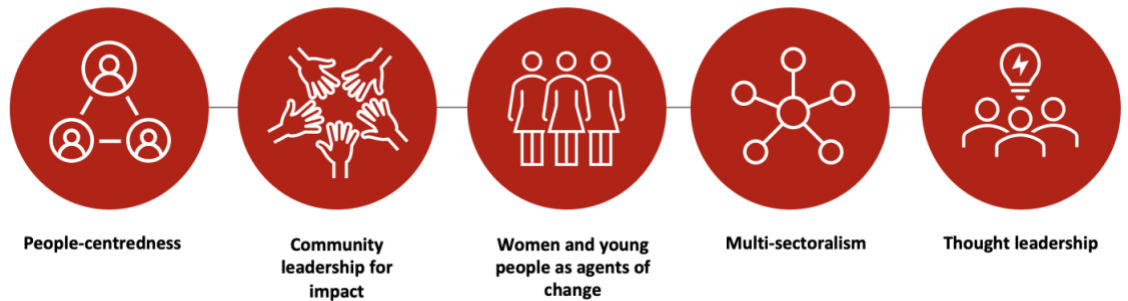 People-centredness
Community
leadership for
impact
Women and young
people as agents of
change
Multi-sectoralism
Thought leadership